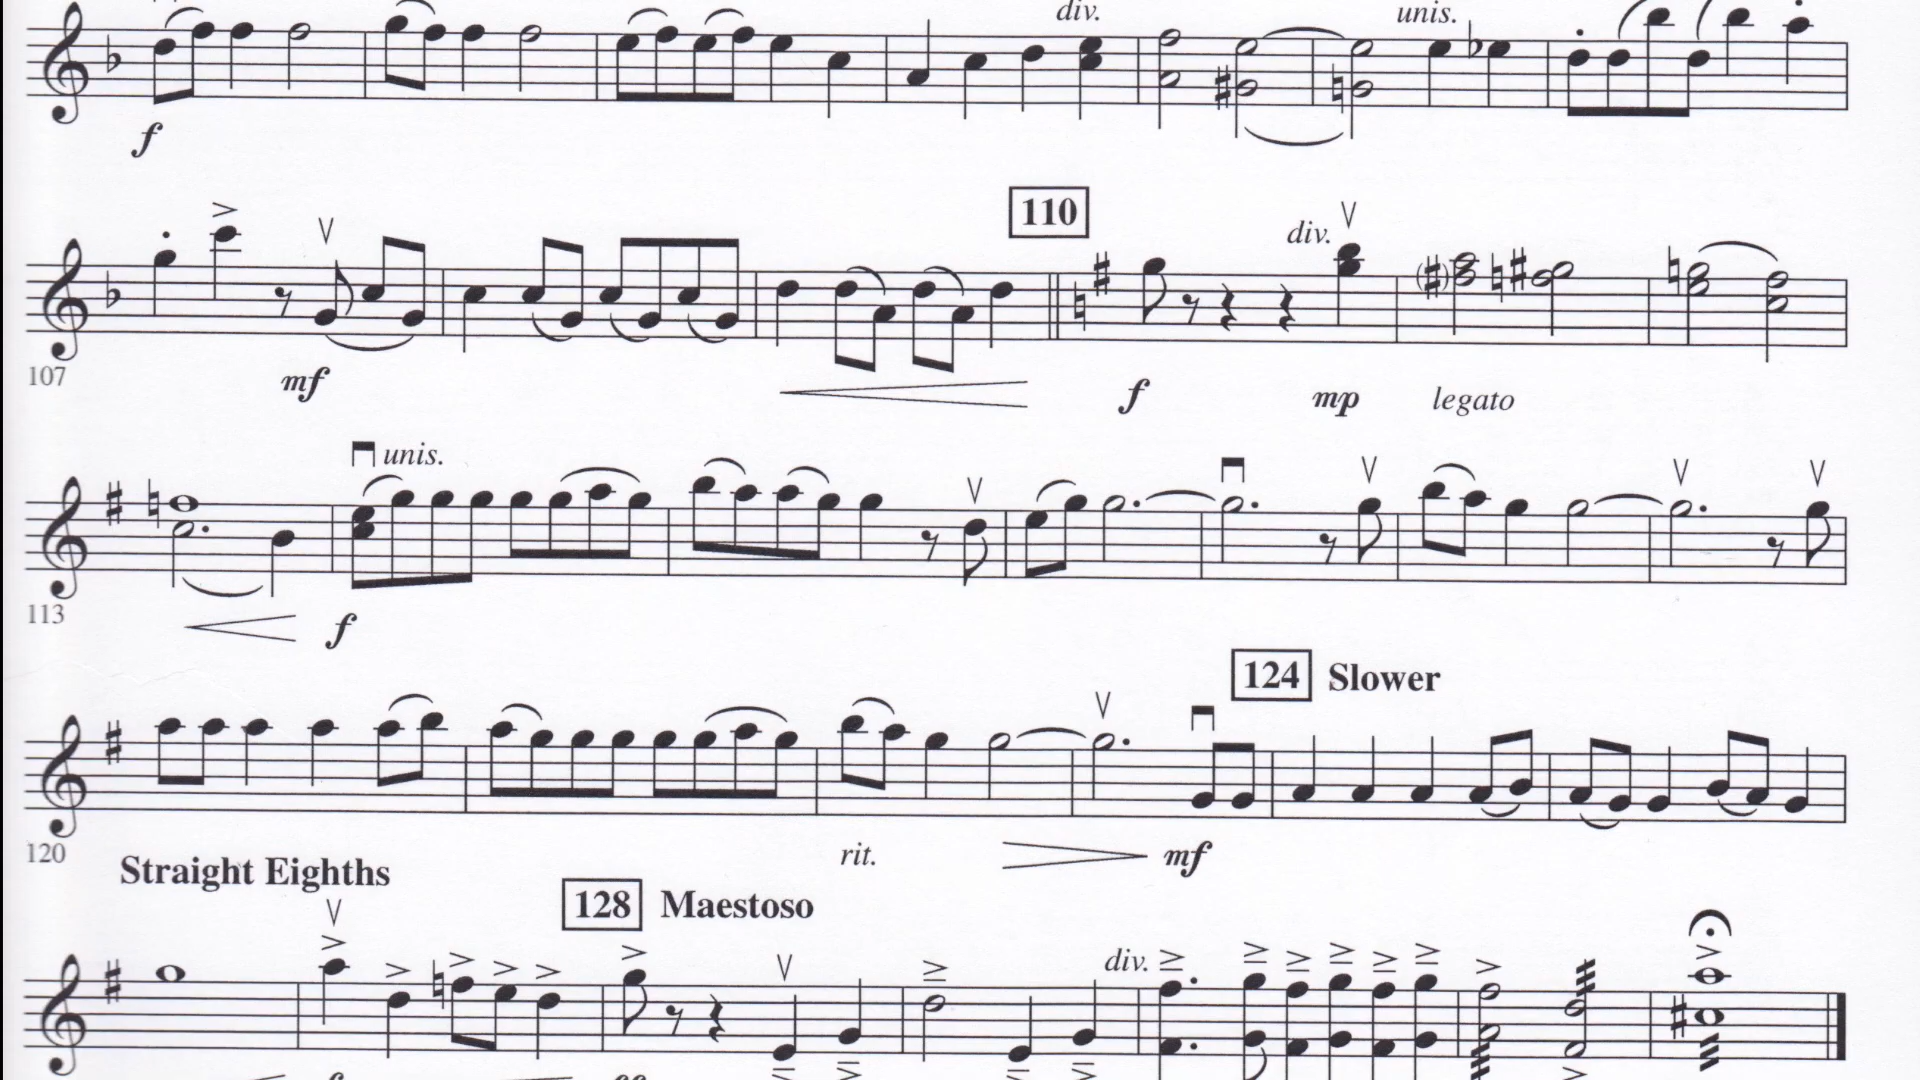 div. unis.
f
110
div.
107
mf f mp legato
unis.
113
f
124 Slower
120
rit. mf
Straight Eighths
128 Maestoso
div.